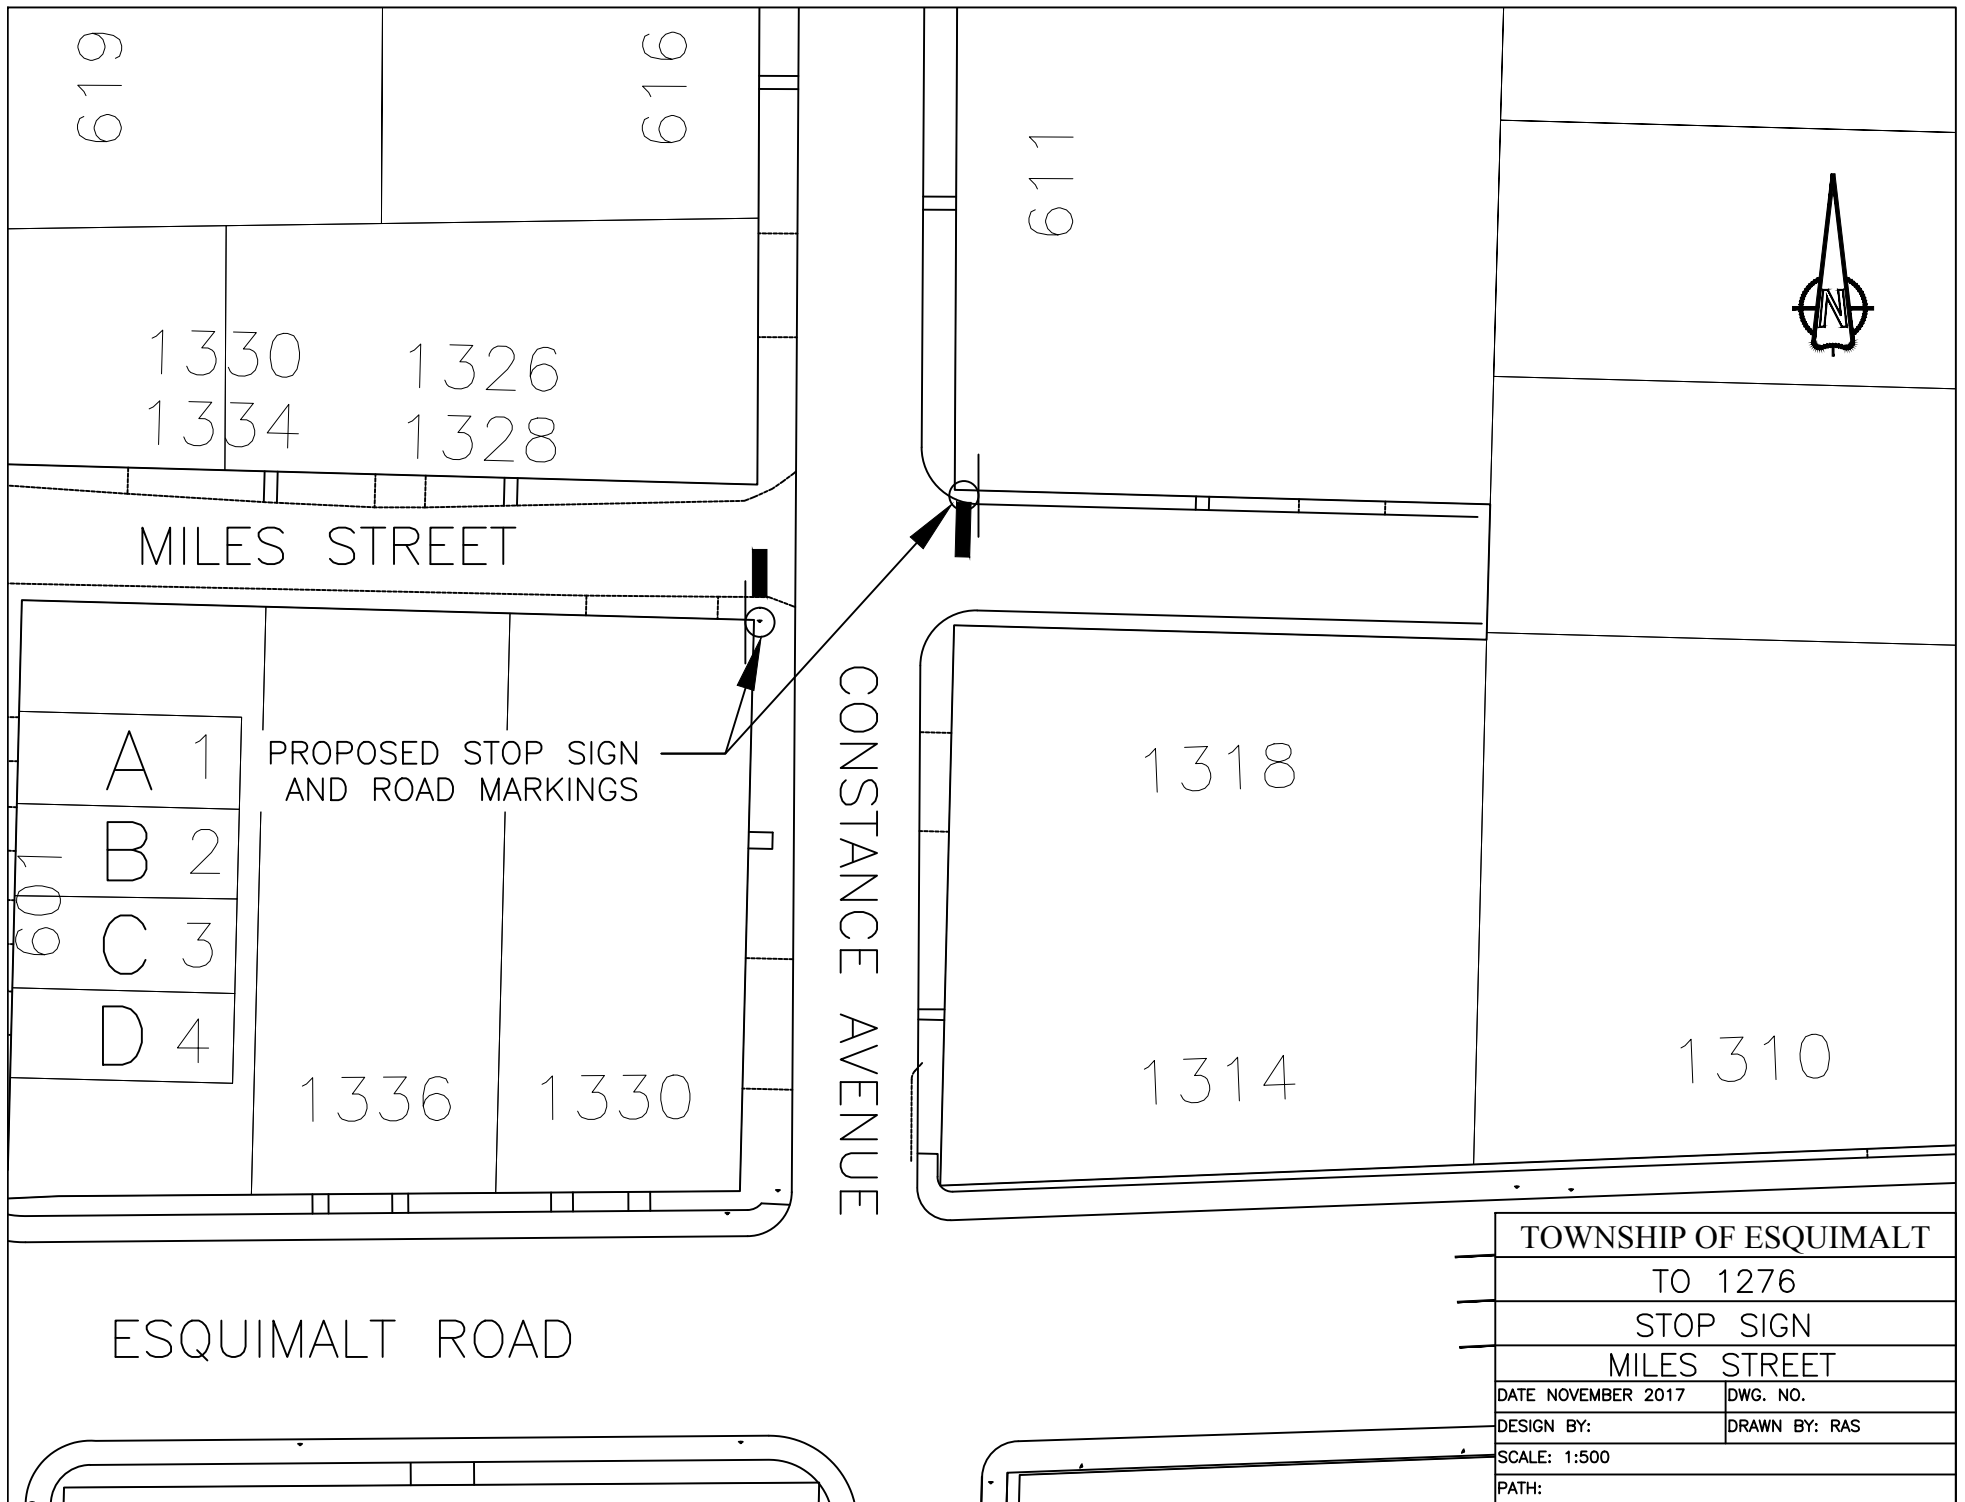 619
616
611
N
1330
1334
1326
1328
MILES STREET
PROPOSED STOP SIGN
AND ROAD MARKINGS
A 1
B 2
C 3
D 4
601
CONSTANCE AVENUE
1318
1314
1310
1336
1330
ESQUIMALT ROAD
TOWNSHIP OF ESQUIMALT
TO 1276
STOP SIGN
MILES STREET
DATE NOVEMBER 2017 DWG. NO.
DESIGN BY: DRAWN BY: RAS
SCALE: 1:500
PATH: